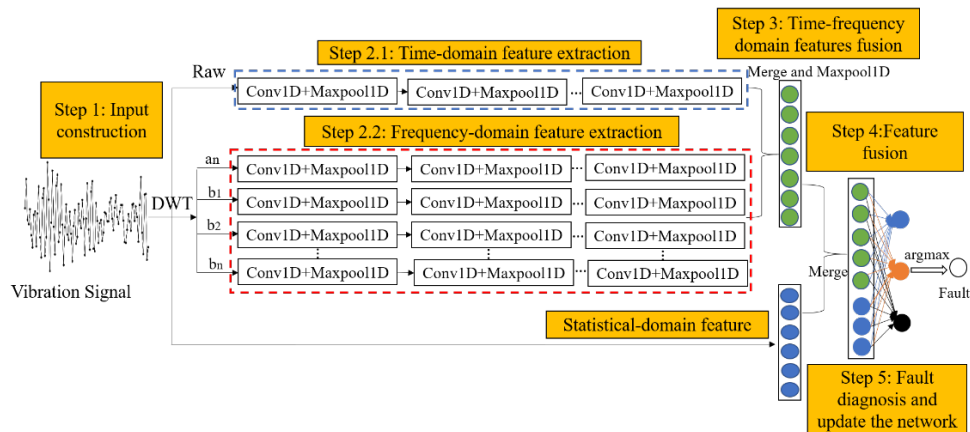 Step 1: Input
construction
Vibration Signal
DWT
Raw
Step 2.1: Time-domain feature extraction
Conv1D+Maxpool1D
Conv1D+Maxpool1D
...
Conv1D+Maxpool1D
Step 2.2: Frequency-domain feature extraction
an
Conv1D+Maxpool1D
Conv1D+Maxpool1D
...
Conv1D+Maxpool1D
b1
Conv1D+Maxpool1D
Conv1D+Maxpool1D
...
Conv1D+Maxpool1D
b2
Conv1D+Maxpool1D
Conv1D+Maxpool1D
...
Conv1D+Maxpool1D
bn
Conv1D+Maxpool1D
Conv1D+Maxpool1D
...
Conv1D+Maxpool1D
Statistical-domain feature
Step 3: Time-frequency
domain features fusion
Merge and Maxpool1D
Step 4:Feature
fusion
Merge
argmax
Fault
Step 5: Fault
diagnosis and
update the network